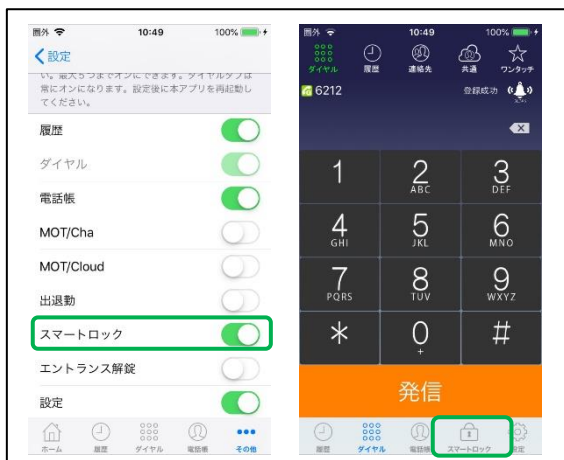 圏外 10:49 100%
設定
い。最大5つまでオンにできます。ダイヤルタブは
常にオンになります。設定後に本アプリを再起動し
てください。
履歴
ダイヤル
電話帳
MOT/Cha
MOT/Cloud
出退勤
スマートロック
エントランス解錠
設定
ホーム 履歴 ダイヤル 電話帳 その他
圏外 10:49 100%
ダイヤル 履歴 連絡先 共通 ワンタッチ
6212 登録成功
1 2 3
ABC DEF
4 5 6
GHI JKL MNO
7 8 9
PQRS TUV WXYZ
* 0 #
+
発信
履歴 ダイヤル 電話帳 スマートロック 設定